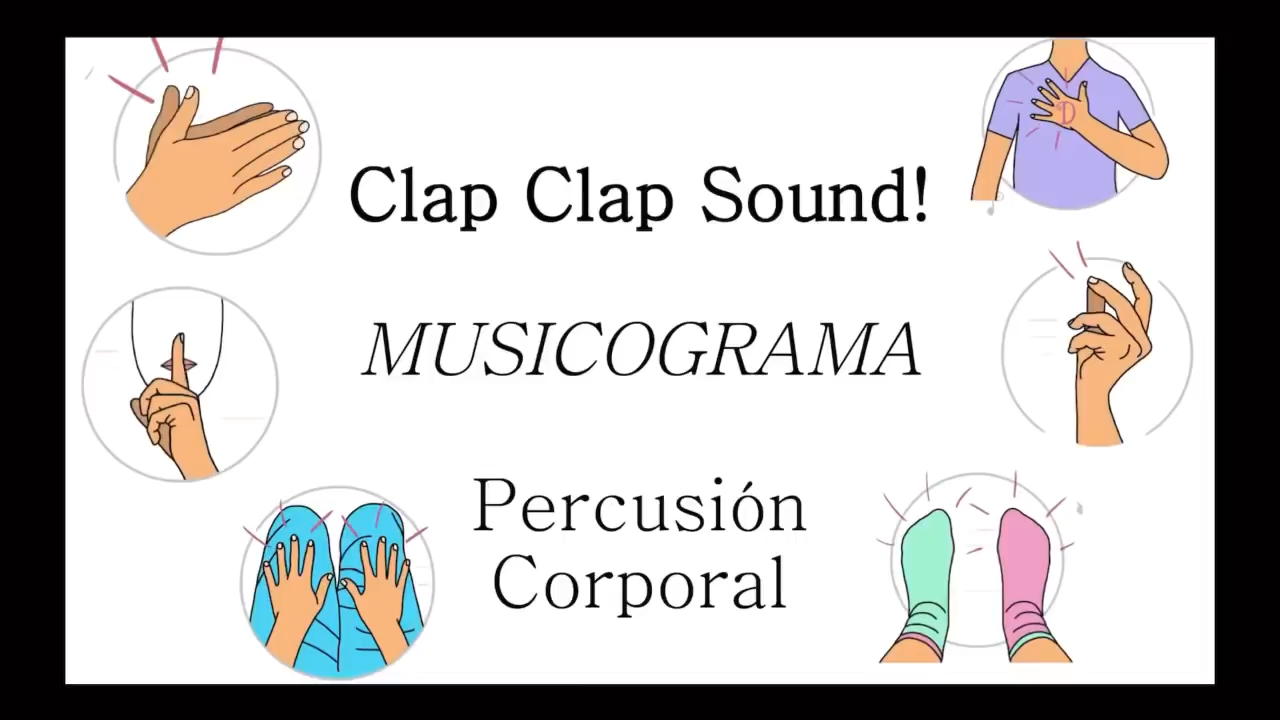 Clap Clap Sound!
D
MUSICOGRAMA
Percusión
Corporal